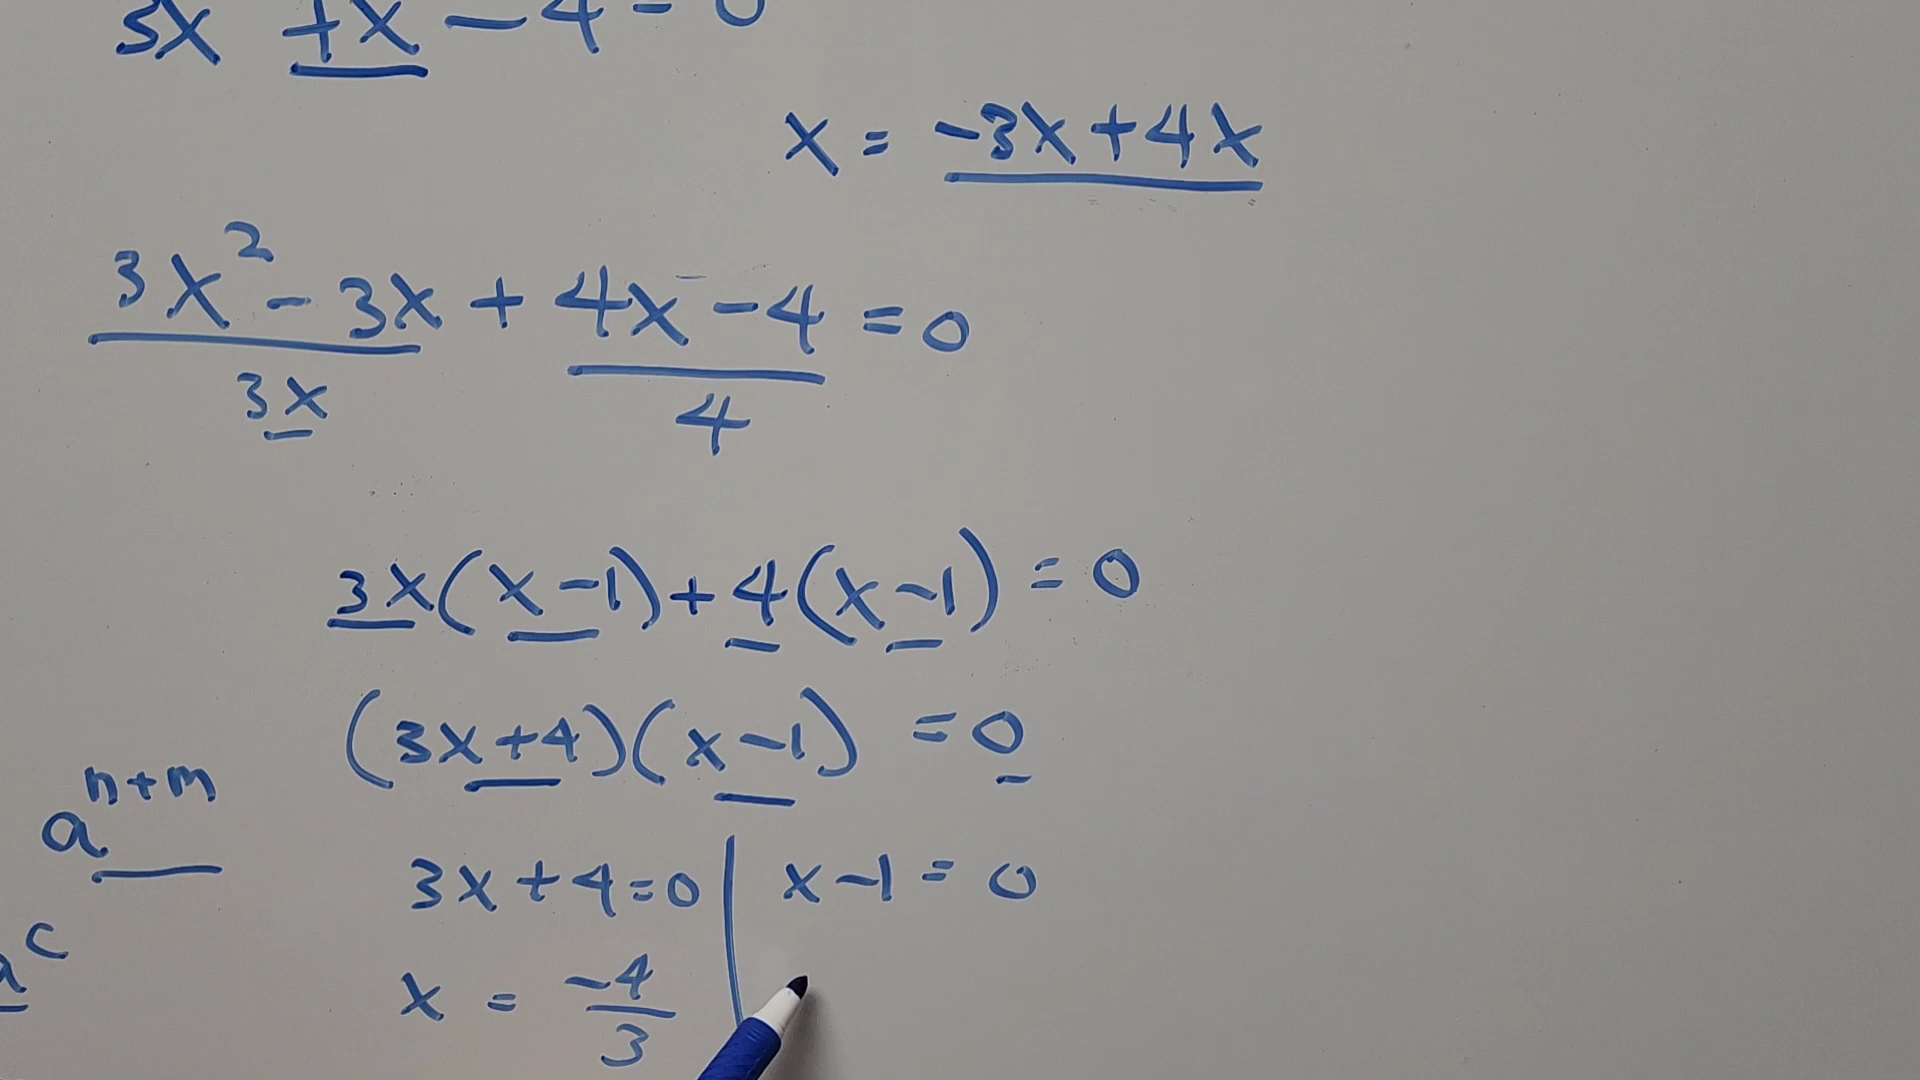 3x + x - 4 = 0
x = -3x + 4x
3x² - 3x + 4x - 4 = 0
3x 4
3x(x - 1) + 4(x - 1) = 0
(3x + 4)(x - 1) = 0
a^(n+m)
3x + 4 = 0 | x - 1 = 0
a^c
x = -4/3